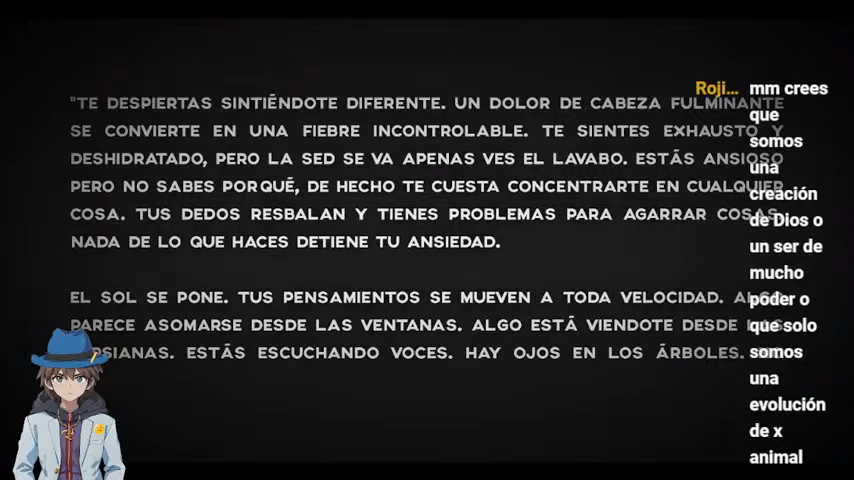 "TE DESPIERTAS SINTIÉNDOTE DIFERENTE. UN DOLOR DE CABEZA FULMINANTE
SE CONVIERTE EN UNA FIEBRE INCONTROLABLE. TE SIENTES EXHAUSTO Y
DESHIDRATADO, PERO LA SED SE VA APENAS VES EL LAVABO. ESTÁS ANSIOSO
PERO NO SABES PORQUÉ, DE HECHO TE CUESTA CONCENTRARTE EN CUALQUIER
COSA. TUS DEDOS RESBALAN Y TIENES PROBLEMAS PARA AGARRAR COSAS.
NADA DE LO QUE HACES DETIENE TU ANSIEDAD.
EL SOL SE PONE. TUS PENSAMIENTOS SE MUEVEN A TODA VELOCIDAD. ALGO
PARECE ASOMARSE DESDE LAS VENTANAS. ALGO ESTÁ VIENDOTE DESDE LAS
ESTÁS ESCUCHANDO VOCES. HAY OJOS EN LOS ÁRBOLES.
Roji... mm crees
que
somos
una
creación
de Dios o
un ser de
mucho
poder o
que solo
somos
una
evolución
de x
animal